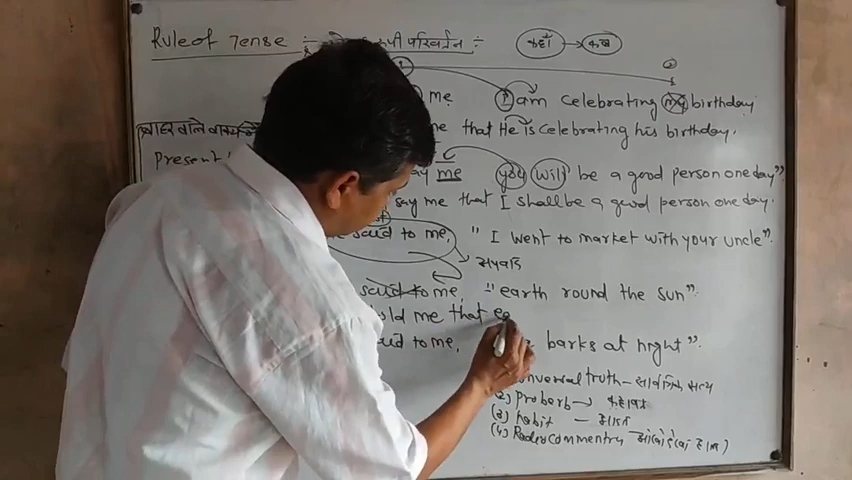 Rule of Tense ÷ रूपी परिवर्तन ÷ कहाँ → कब
me I am celebrating my birthday
me that He is celebrating his birthday.
Present
say me you will be a good person one day"
say me that I shall be a good person one day.
said to me, " I went to market with your uncle".
अपवाद
said to me, "earth round the sun".
told me that ea
said to me, barks at night".
universal truth - सार्वभौमिक सत्य
(2) Proberb → कहावत
(3) habit - आदत
(4) Radio commentry